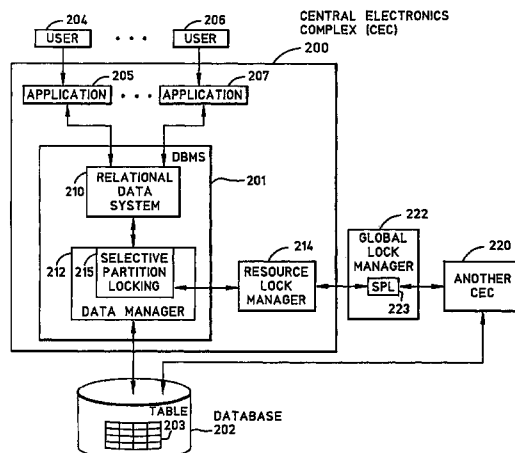 204
206
CENTRAL ELECTRONICS
COMPLEX (CEC)
USER
USER
200
205
207
APPLICATION
APPLICATION
DBMS
201
210
RELATIONAL
DATA
SYSTEM
222
GLOBAL
LOCK
MANAGER
220
214
212
215
SELECTIVE
PARTITION
LOCKING
RESOURCE
LOCK
MANAGER
SPL
223
ANOTHER
CEC
DATA MANAGER
TABLE
203
DATABASE
202